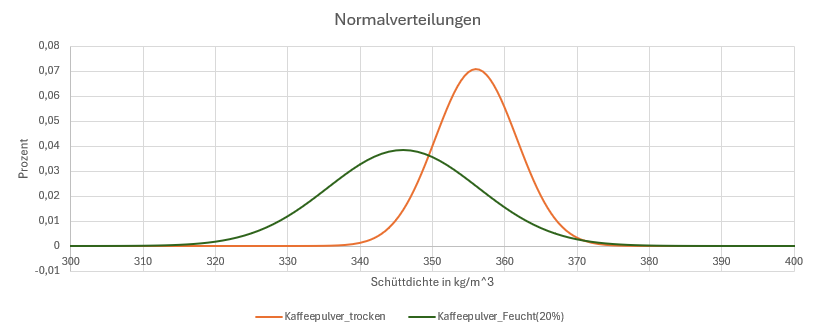 Normalverteilungen
0,08
0,07
0,06
0,05
0,04
0,03
0,02
0,01
0
-0,01
Prozent
300 310 320 330 340 350 360 370 380 390 400
Schüttdichte in kg/m^3
Kaffeepulver_trocken Kaffeepulver_Feucht(20%)